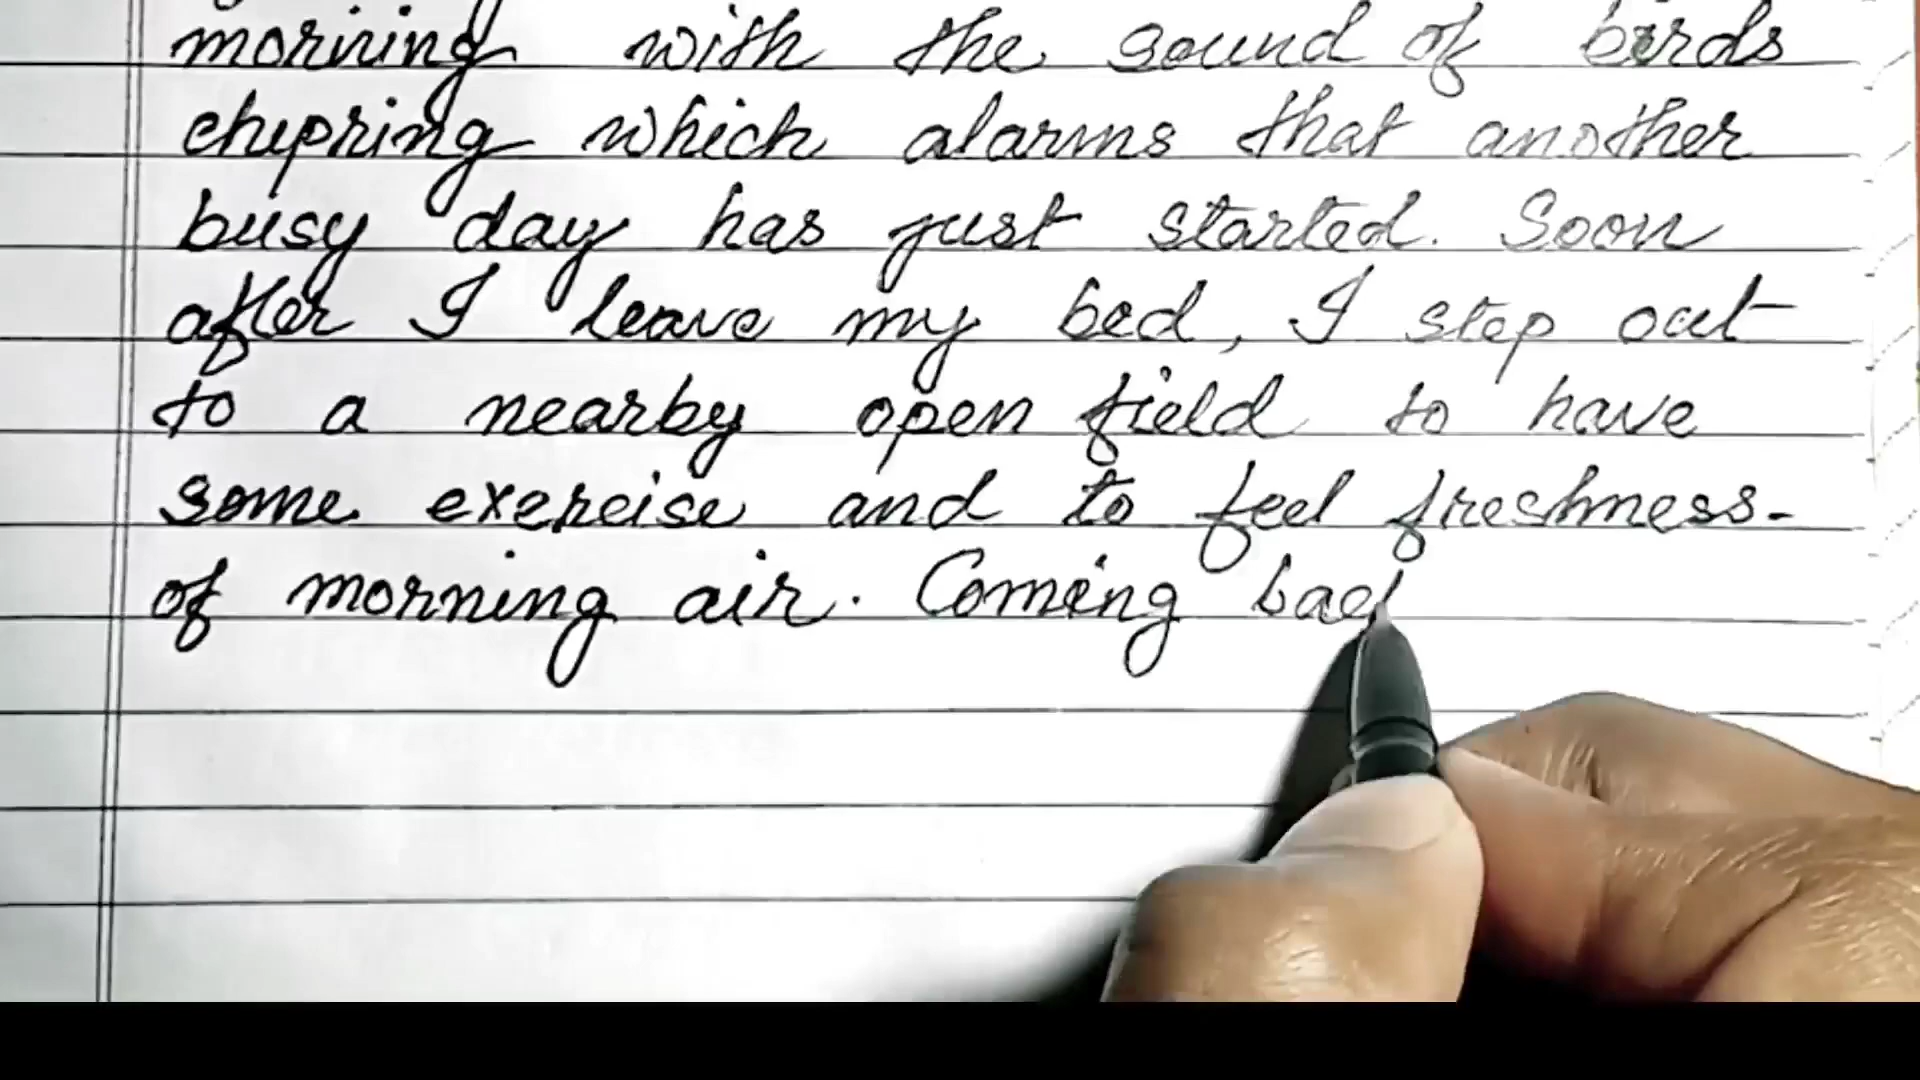 morning with the sound of birds
chipring which alarms that another
busy day has just started. Soon
after I leave my bed, I step out
to a nearby open field to have
some exercise and to feel freshness-
of morning air. Coming bac